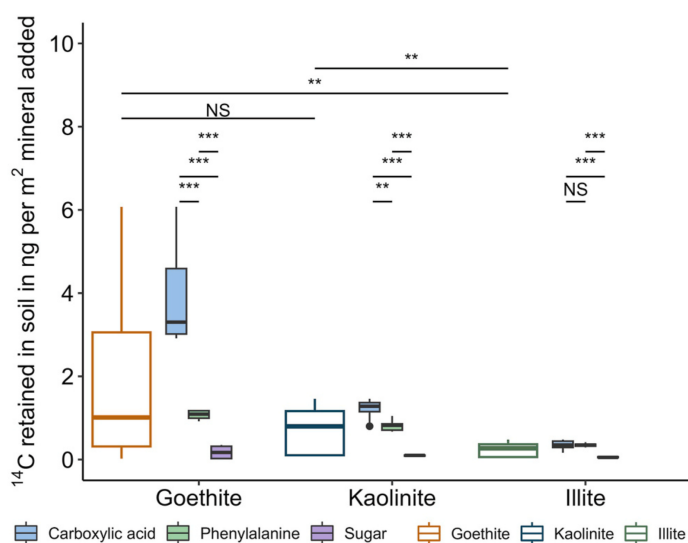 10
8
6
4
2
0
¹⁴C retained in soil in ng per m² mineral added
**
**
NS
*** *** ***
*** *** ***
*** ** NS
Goethite Kaolinite Illite
Carboxylic acid Phenylalanine Sugar Goethite Kaolinite Illite